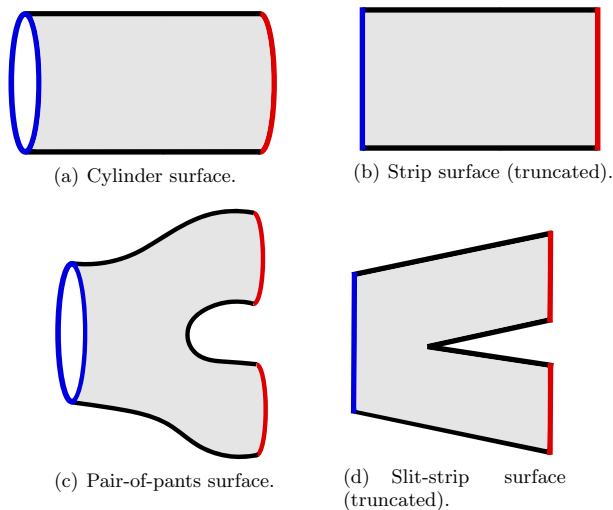 (a) Cylinder surface.
(b) Strip surface (truncated).
(c) Pair-of-pants surface.
(d) Slit-strip surface
(truncated).